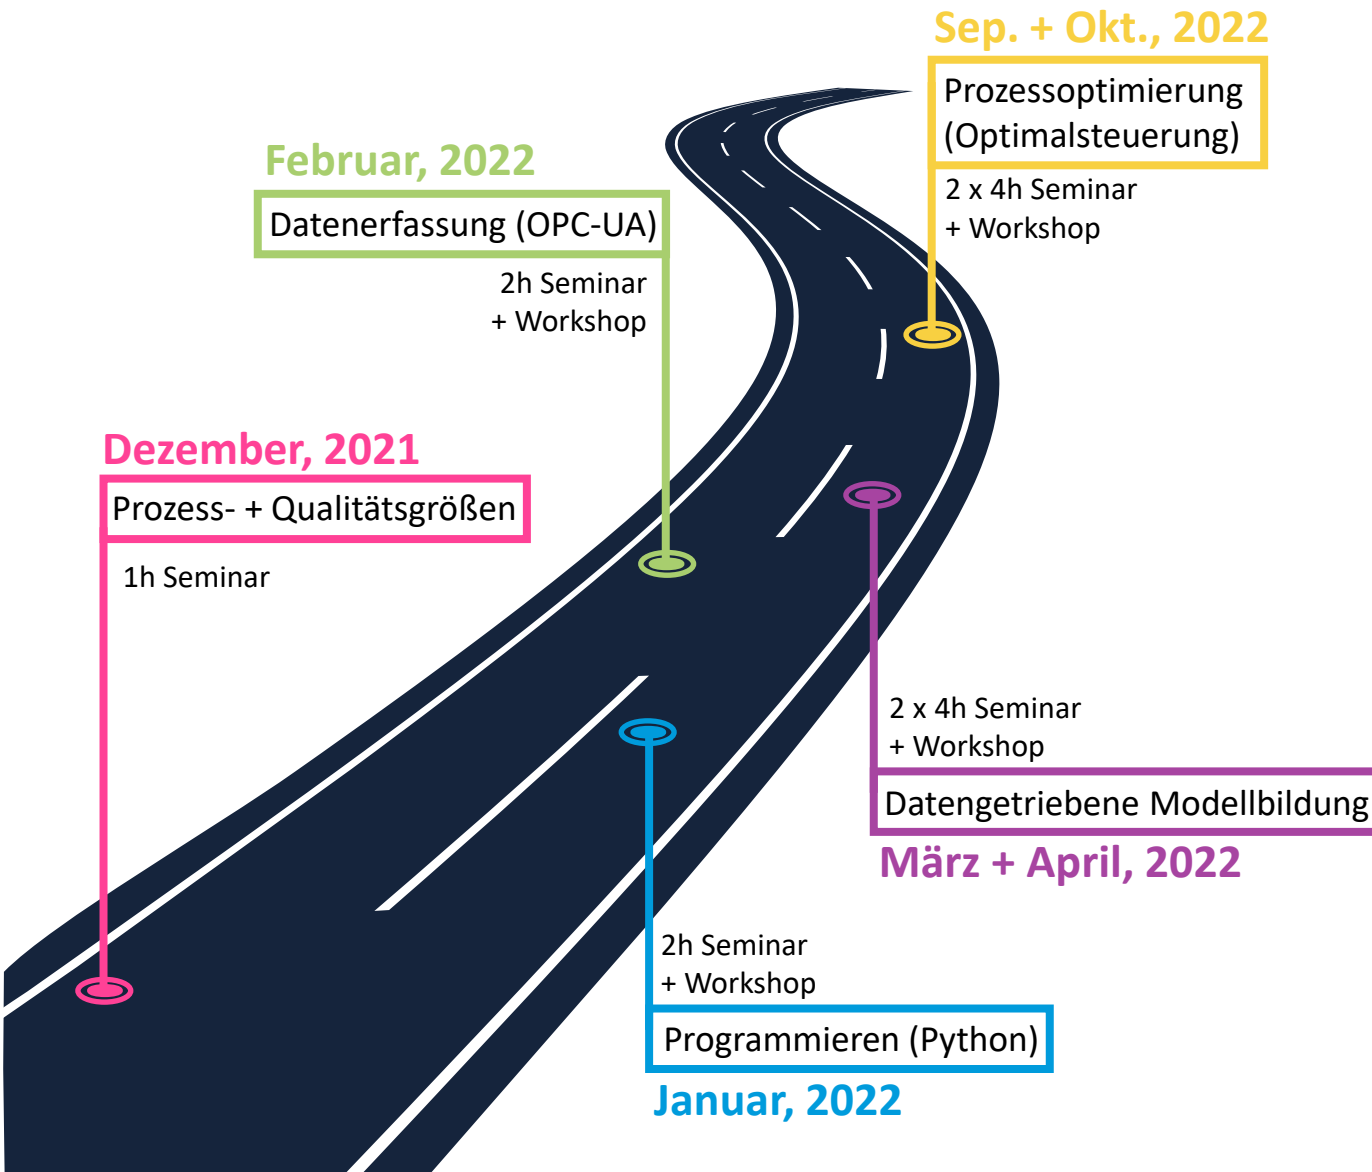 Sep. + Okt., 2022
Prozessoptimierung
(Optimalsteuerung)
2 x 4h Seminar
+ Workshop
Februar, 2022
Datenerfassung (OPC-UA)
2h Seminar
+ Workshop
Dezember, 2021
Prozess- + Qualitätsgrößen
1h Seminar
2 x 4h Seminar
+ Workshop
Datengetriebene Modellbildung
März + April, 2022
2h Seminar
+ Workshop
Programmieren (Python)
Januar, 2022